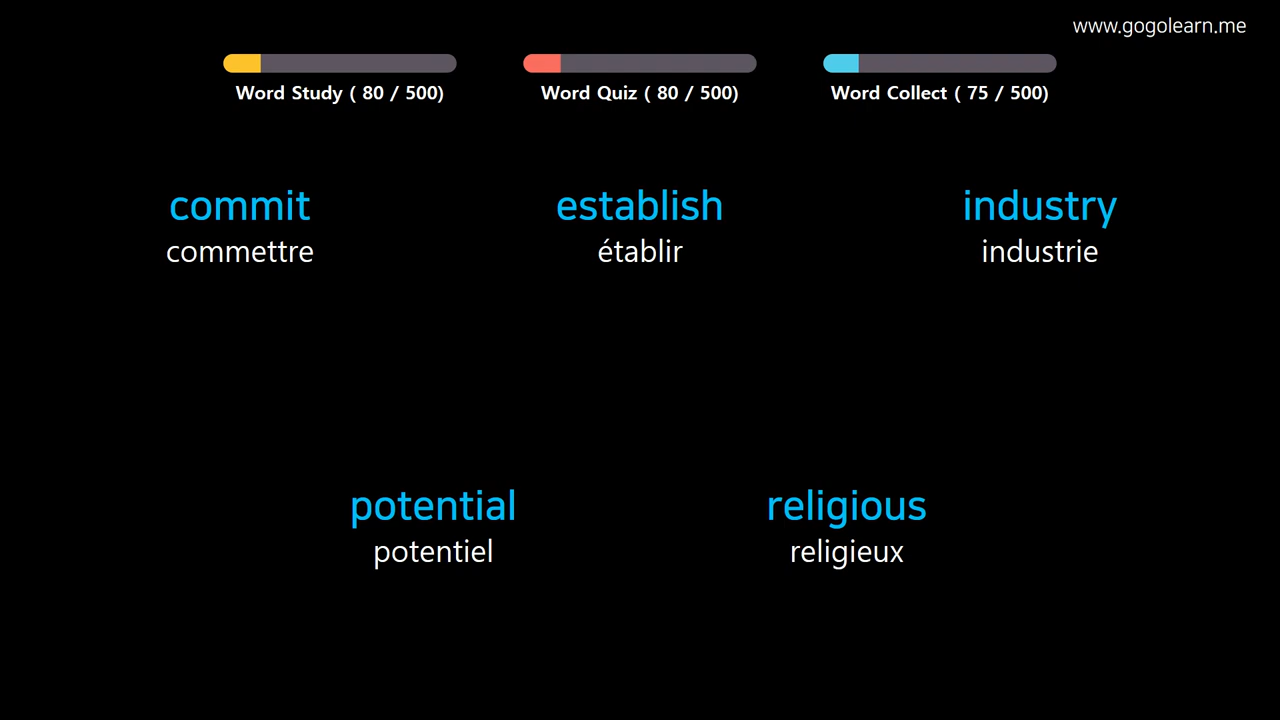 www.gogolearn.me
Word Study ( 80 / 500)
Word Quiz ( 80 / 500)
Word Collect ( 75 / 500)
commit
commettre
establish
établir
industry
industrie
potential
potentiel
religious
religieux